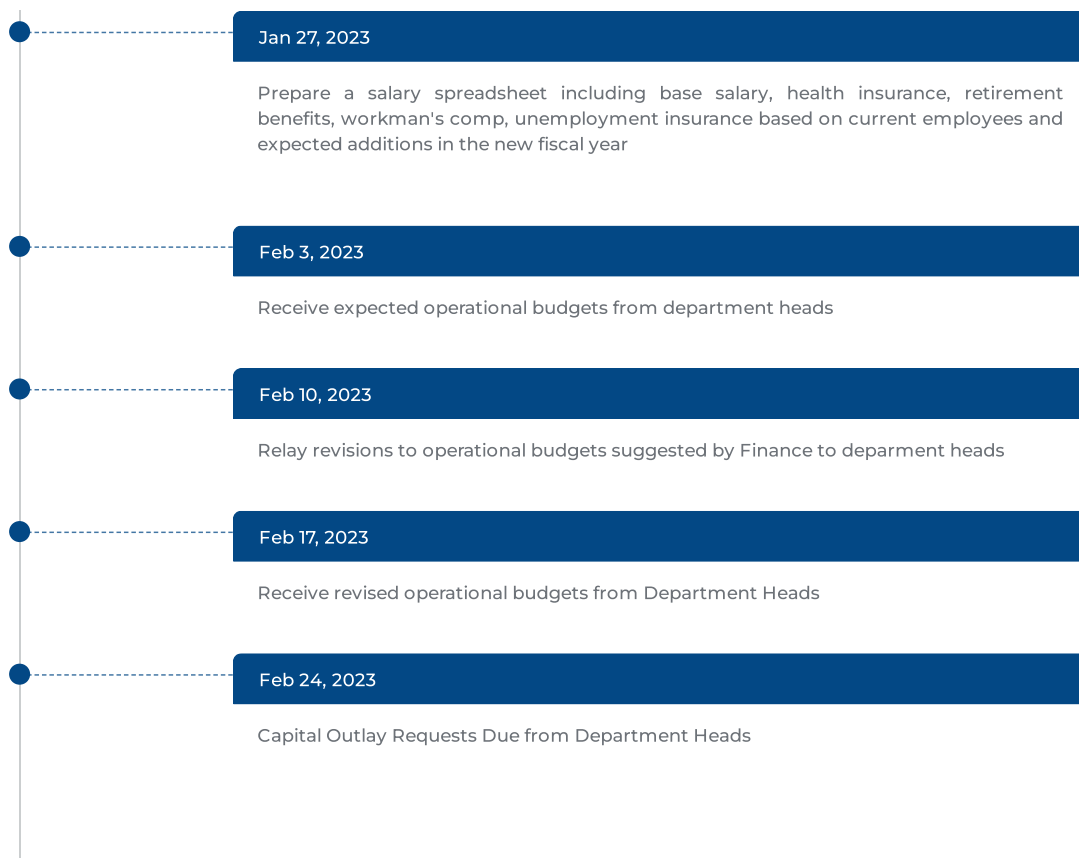 Jan 27, 2023
Prepare a salary spreadsheet including base salary, health insurance, retirement
benefits, workman's comp, unemployment insurance based on current employees and
expected additions in the new fiscal year
Feb 3, 2023
Receive expected operational budgets from department heads
Feb 10, 2023
Relay revisions to operational budgets suggested by Finance to deparment heads
Feb 17, 2023
Receive revised operational budgets from Department Heads
Feb 24, 2023
Capital Outlay Requests Due from Department Heads